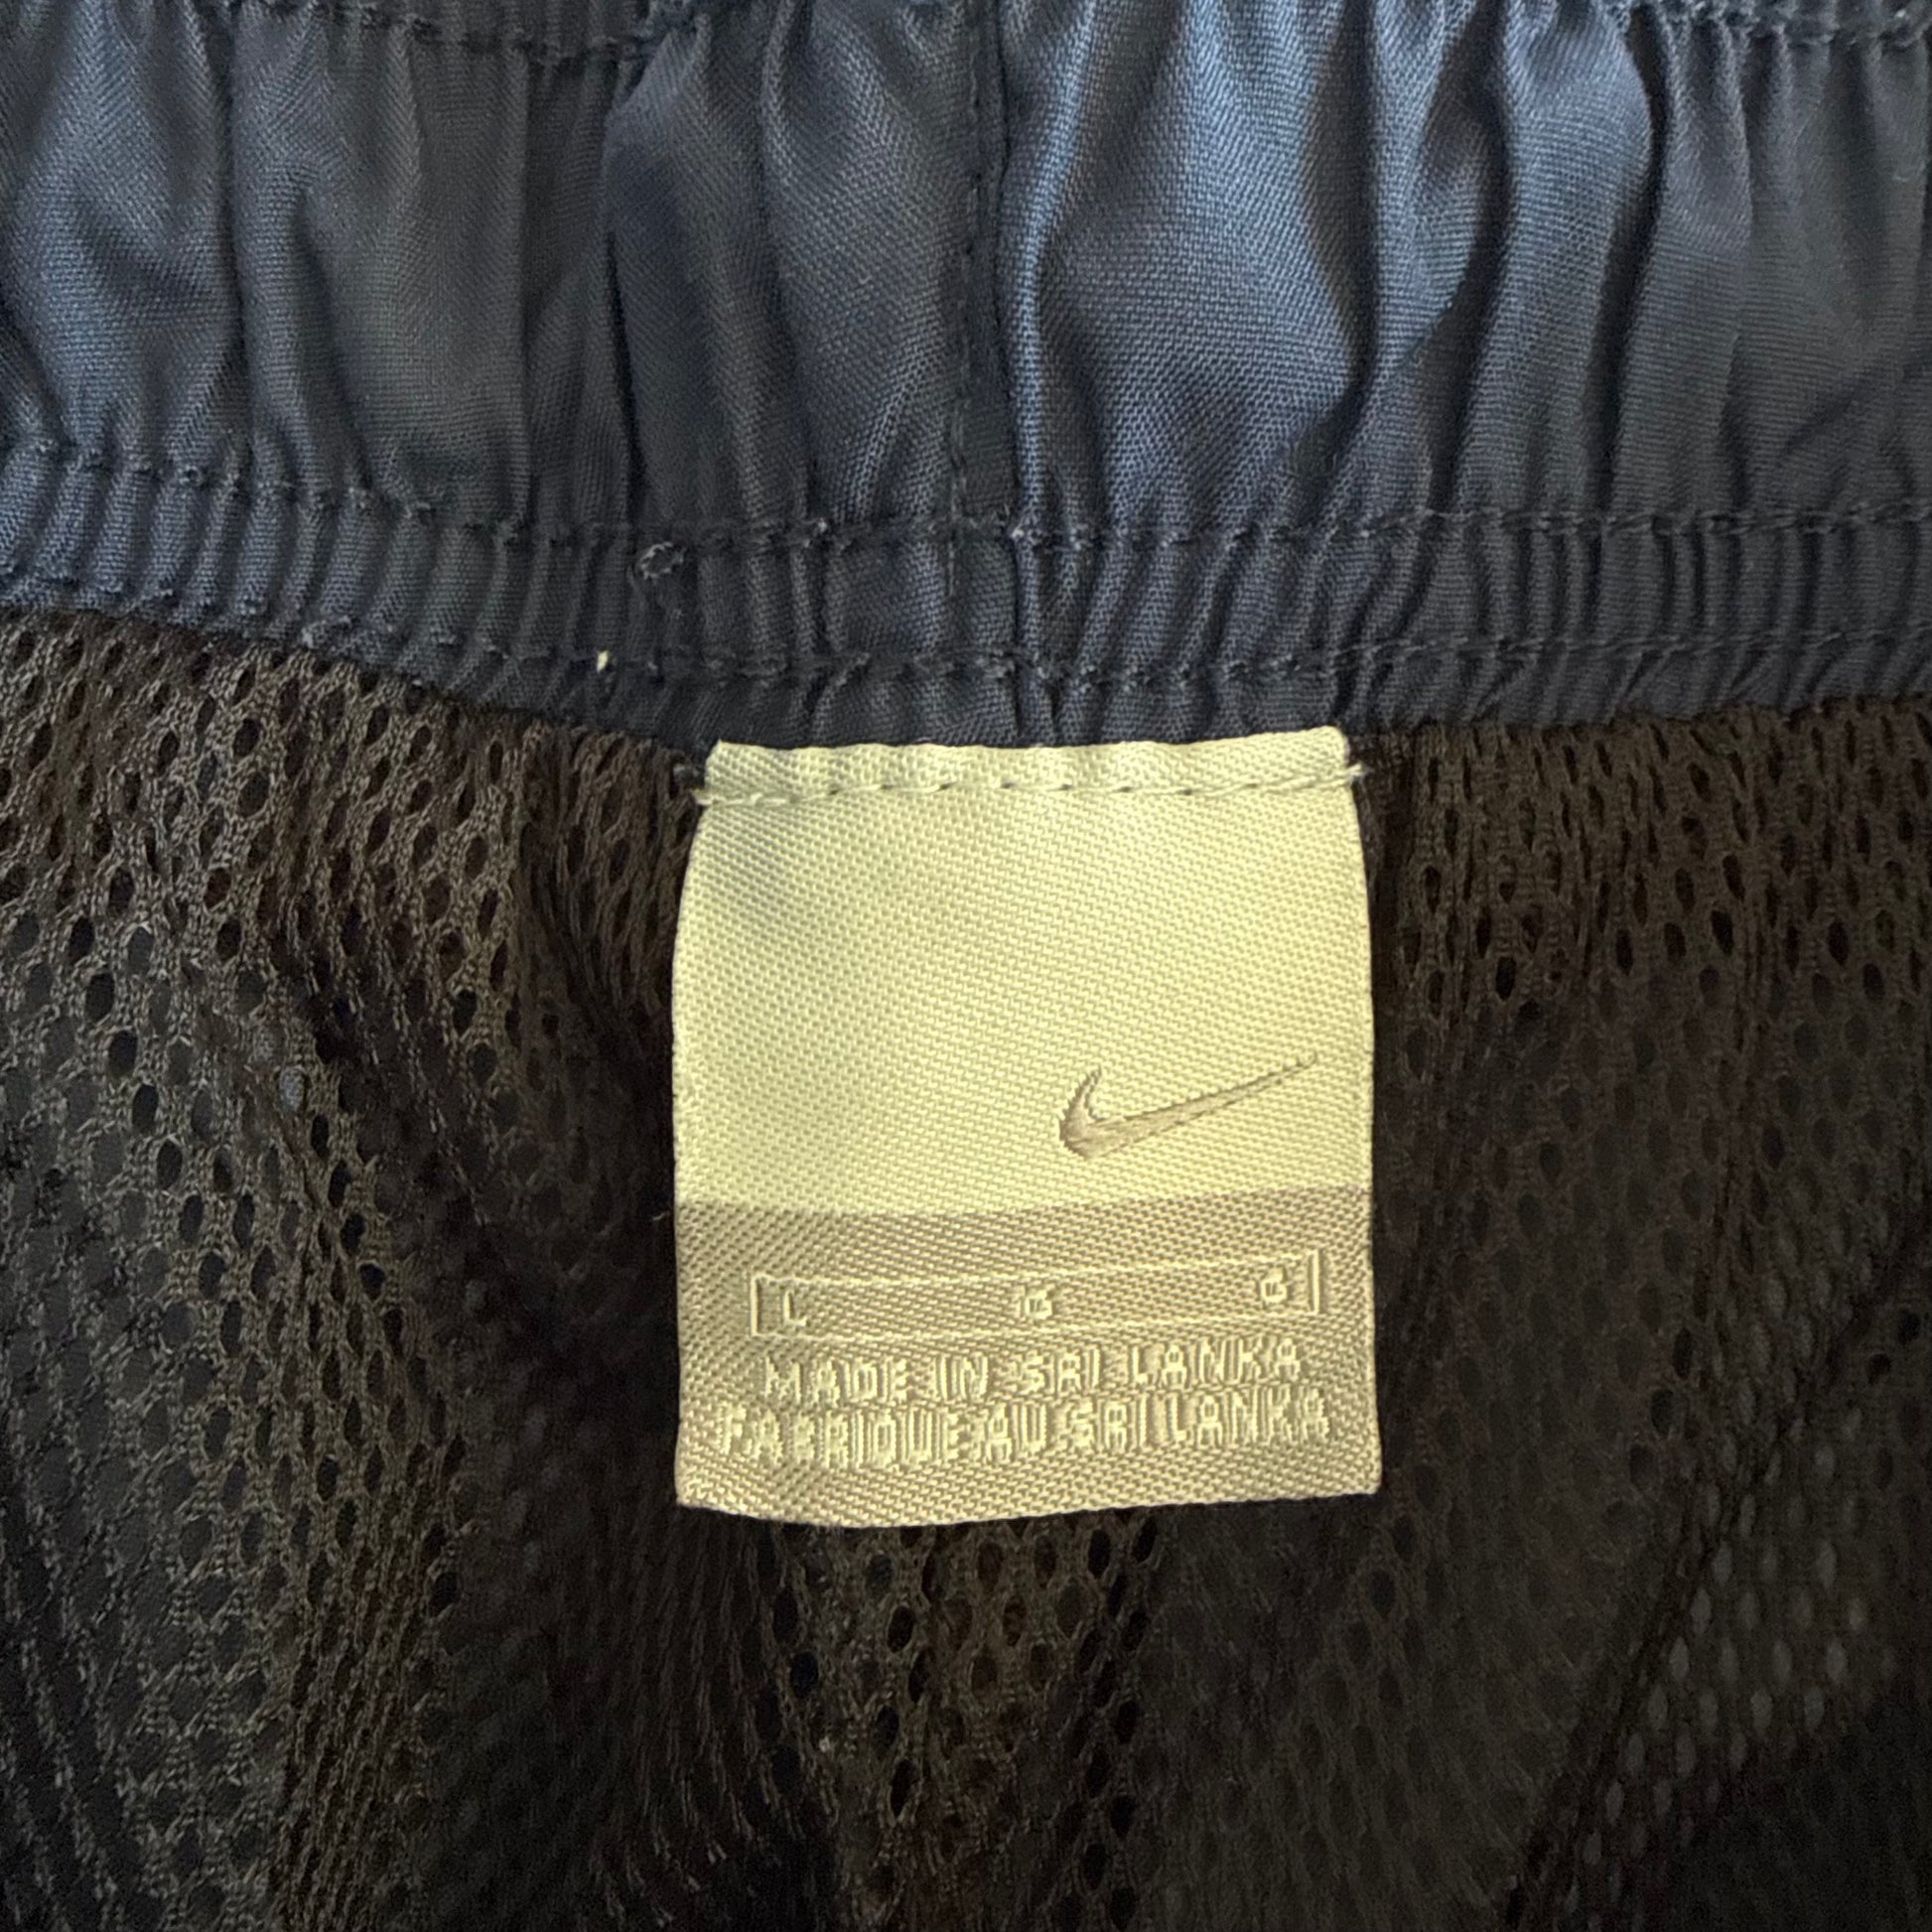 L G G
MADE IN SRI LANKA
FABRIQUE AU SRI LANKA